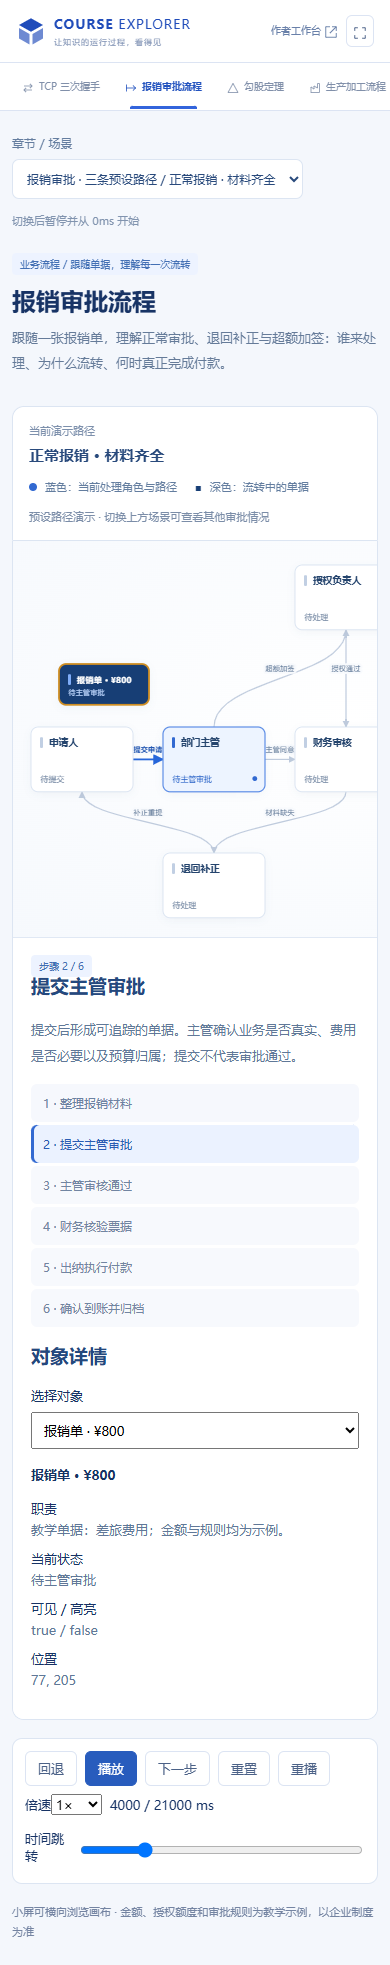 COURSE EXPLORER
让知识的运行过程，看得见
作者工作台
TCP 三次握手
报销审批流程
勾股定理
生产加工流程
章节 / 场景
报销审批 · 三条预设路径 / 正常报销 · 材料齐全
切换后暂停并从 0ms 开始
业务流程 / 跟随单据，理解每一次流转
报销审批流程
跟随一张报销单，理解正常审批、退回补正与超额加签：谁来处
理、为什么流转、何时真正完成付款。
当前演示路径
正常报销 · 材料齐全
蓝色：当前处理角色与路径
深色：流转中的单据
预设路径演示 · 切换上方场景可查看其他审批情况
授权负责人
待处理
报销单 · ¥800
待主管审批
超额加签
授权通过
申请人
待提交
提交申请
部门主管
待主管审批
主管同意
财务审核
待处理
补正重提
材料缺失
退回补正
待处理
步骤 2 / 6
提交主管审批
提交后形成可追踪的单据。主管确认业务是否真实、费用
是否必要以及预算归属；提交不代表审批通过。
1 · 整理报销材料
2 · 提交主管审批
3 · 主管审核通过
4 · 财务核验票据
5 · 出纳执行付款
6 · 确认到账并归档
对象详情
选择对象
报销单 · ¥800
报销单 · ¥800
职责
教学单据：差旅费用；金额与规则均为示例。
当前状态
待主管审批
可见 / 高亮
true / false
位置
77, 205
回退
播放
下一步
重置
重播
倍速
1×
4000 / 21000 ms
时间跳
转
小屏可横向浏览画布 · 金额、授权额度和审批规则为教学示例，以企业制度
为准